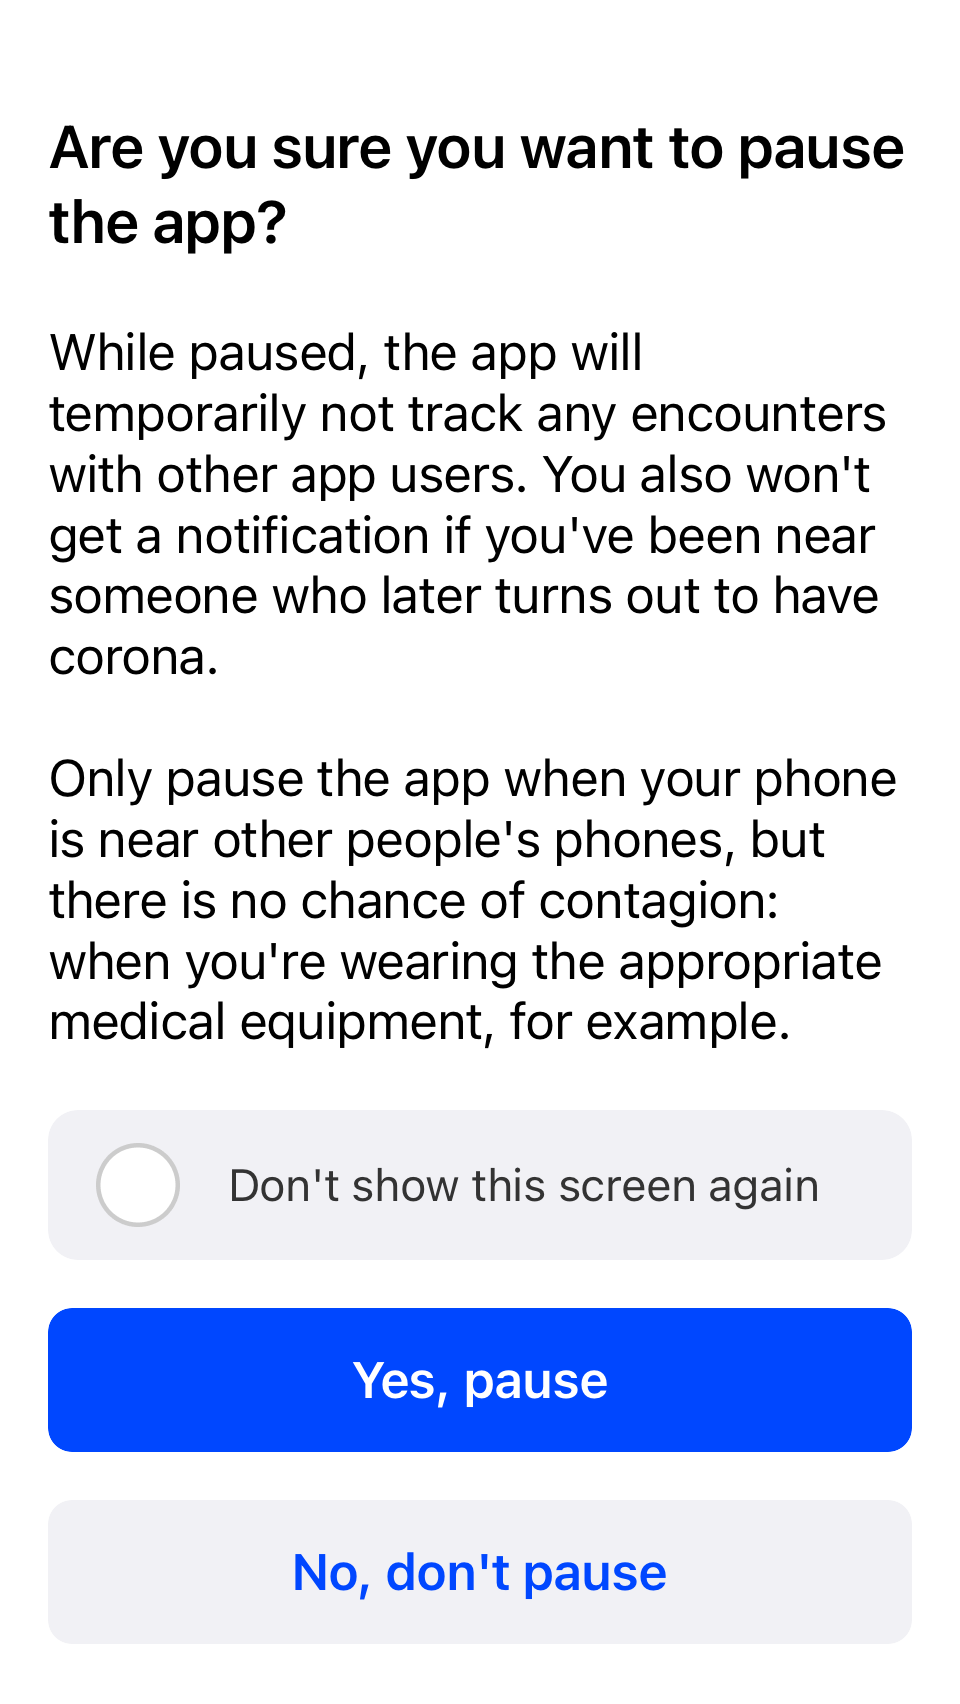 Are you sure you want to pause
the app?
While paused, the app will
temporarily not track any encounters
with other app users. You also won't
get a notification if you've been near
someone who later turns out to have
corona.
Only pause the app when your phone
is near other people's phones, but
there is no chance of contagion:
when you're wearing the appropriate
medical equipment, for example.
Don't show this screen again
Yes, pause
No, don't pause